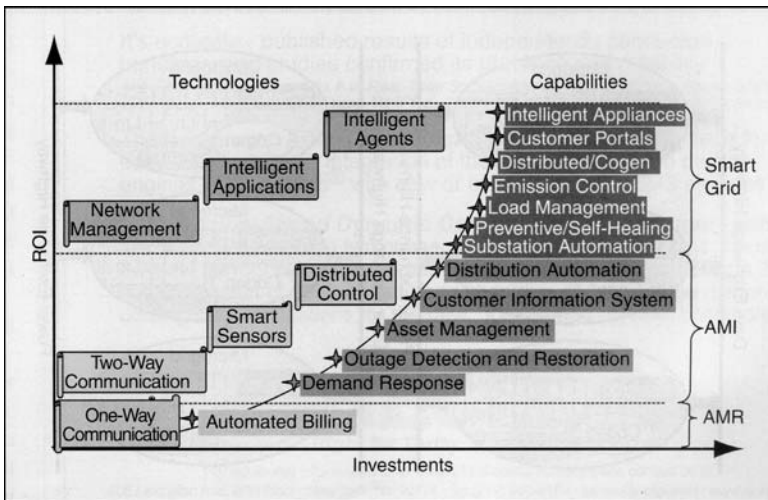 Technologies
Capabilities
ROI
Intelligent
Agents
Intelligent
Applications
Network
Management
Distributed
Control
Smart
Sensors
Two-Way
Communication
One-Way
Communication
Intelligent Appliances
Customer Portals
Distributed/Cogen
Emission Control
Load Management
Preventive/Self-Healing
Substation Automation
Distribution Automation
Customer Information System
Asset Management
Outage Detection and Restoration
Demand Response
Automated Billing
Smart
Grid
AMI
AMR
Investments